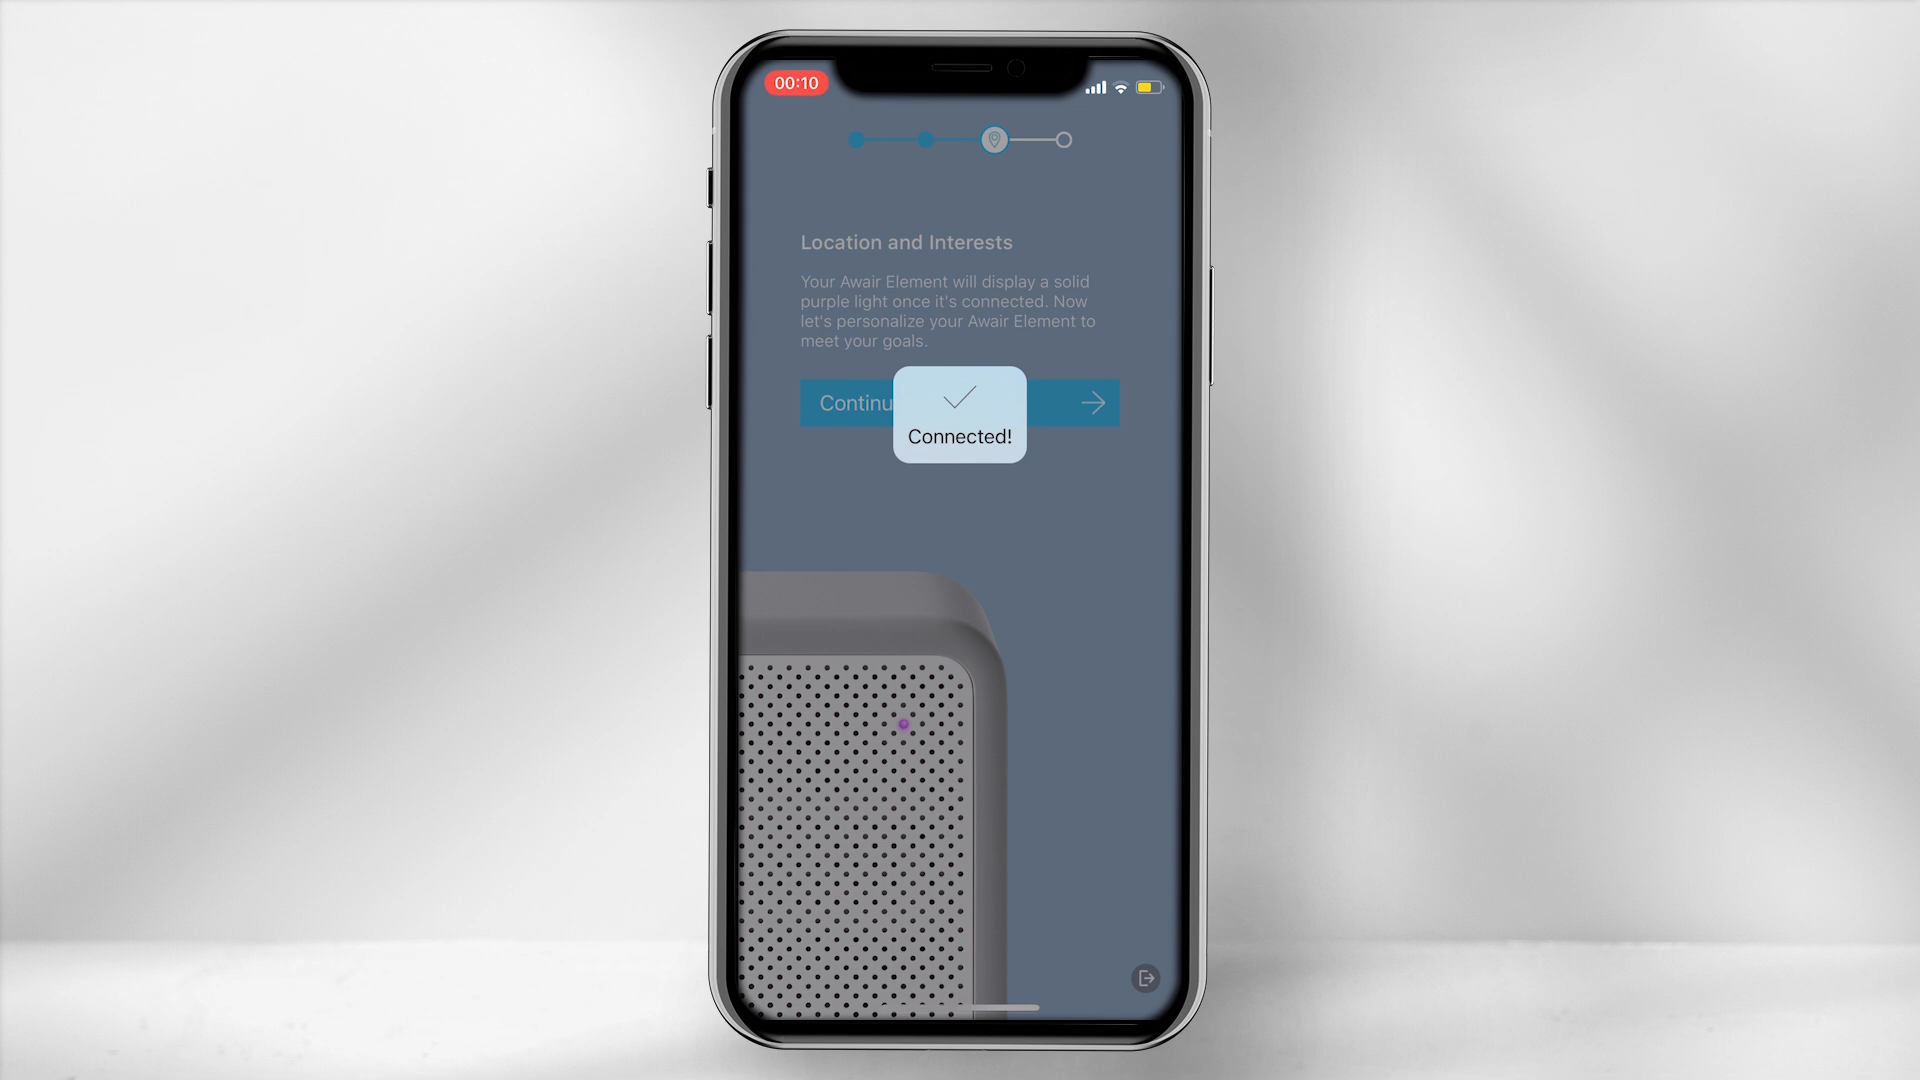 00:10
Location and Interests
Your Awair Element will display a solid
purple light once it's connected. Now
let's personalize your Awair Element to
meet your goals.
Continu
Connected!